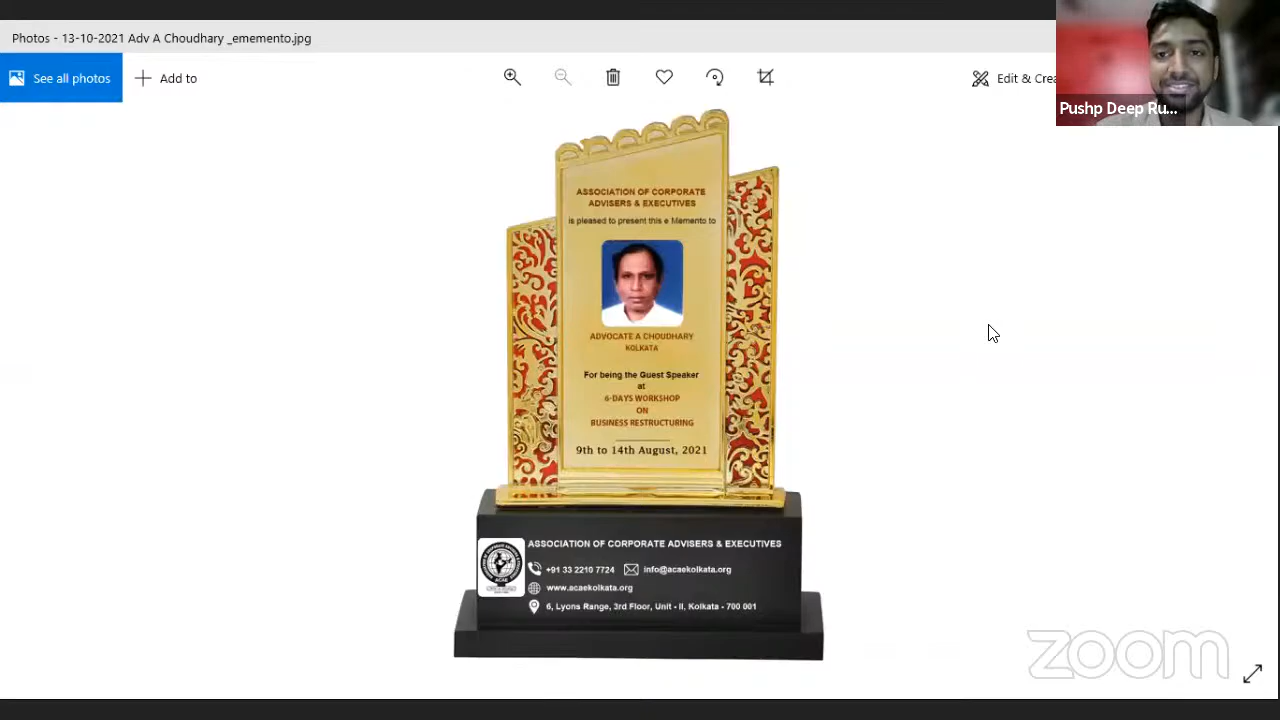 Photos - 13-10-2021 Adv A Choudhary _ememento.jpg
See all photos
Add to
Edit & Crea
Pushp Deep Ru...
ASSOCIATION OF CORPORATE
ADVISERS & EXECUTIVES
is pleased to present this e Memento to
ADVOCATE A CHOUDHARY
KOLKATA
For being the Guest Speaker
at
6-DAYS WORKSHOP
ON
BUSINESS RESTRUCTURING
9th to 14th August, 2021
ASSOCIATION OF CORPORATE ADVISERS & EXECUTIVES
+91 33 2210 7724 info@acaekolkata.org
www.acaekolkata.org
6, Lyons Range, 3rd Floor, Unit - II, Kolkata - 700 001
ACAE
zoom